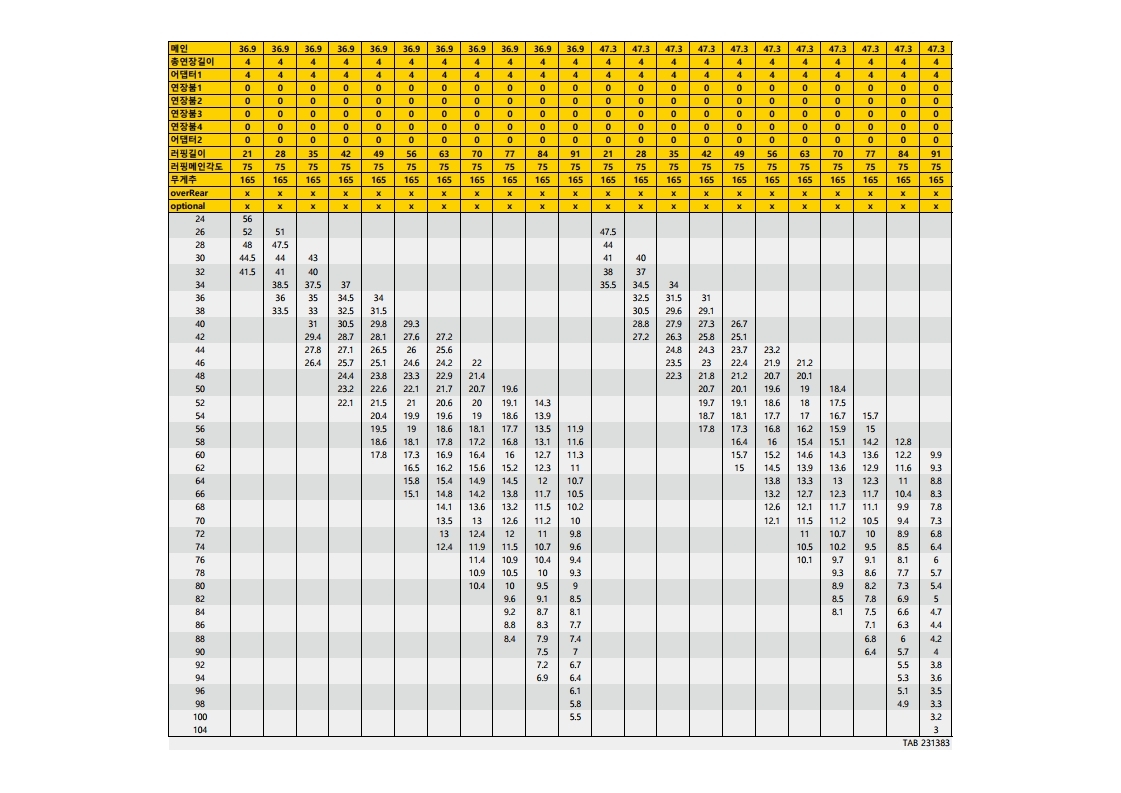 메인 36.9 36.9 36.9 36.9 36.9 36.9 36.9 36.9 36.9 36.9 36.9 47.3 47.3 47.3 47.3 47.3 47.3 47.3 47.3 47.3 47.3 47.3
총연장길이 4 4 4 4 4 4 4 4 4 4 4 4 4 4 4 4 4 4 4 4 4 4
어댑터1 4 4 4 4 4 4 4 4 4 4 4 4 4 4 4 4 4 4 4 4 4 4
연장붐1 0 0 0 0 0 0 0 0 0 0 0 0 0 0 0 0 0 0 0 0 0 0
연장붐2 0 0 0 0 0 0 0 0 0 0 0 0 0 0 0 0 0 0 0 0 0 0
연장붐3 0 0 0 0 0 0 0 0 0 0 0 0 0 0 0 0 0 0 0 0 0 0
연장붐4 0 0 0 0 0 0 0 0 0 0 0 0 0 0 0 0 0 0 0 0 0 0
어댑터2 0 0 0 0 0 0 0 0 0 0 0 0 0 0 0 0 0 0 0 0 0 0
러핑길이 21 28 35 42 49 56 63 70 77 84 91 21 28 35 42 49 56 63 70 77 84 91
러핑메인각도 75 75 75 75 75 75 75 75 75 75 75 75 75 75 75 75 75 75 75 75 75 75
무게추 165 165 165 165 165 165 165 165 165 165 165 165 165 165 165 165 165 165 165 165 165 165
overRear x x x x x x x x x x x x x x x x x x x x x x
optional x x x x x x x x x x x x x x x x x x x x x x
24 56
26 52 51 47.5
28 48 47.5 44
30 44.5 44 43 41 40
32 41.5 41 40 38 37
34 38.5 37.5 37 35.5 34.5 34
36 36 35 34.5 34 32.5 31.5 31
38 33.5 33 32.5 31.5 30.5 29.6 29.1
40 31 30.5 29.8 29.3 28.8 27.9 27.3 26.7
42 29.4 28.7 28.1 27.6 27.2 27.2 26.3 25.8 25.1
44 27.8 27.1 26.5 26 25.6 24.8 24.3 23.7 23.2
46 26.4 25.7 25.1 24.6 24.2 22 23.5 23 22.4 21.9 21.2
48 24.4 23.8 23.3 22.9 21.4 22.3 21.8 21.2 20.7 20.1
50 23.2 22.6 22.1 21.7 20.7 19.6 20.7 20.1 19.6 19 18.4
52 22.1 21.5 21 20.6 20 19.1 14.3 19.7 19.1 18.6 18 17.5
54 20.4 19.9 19.6 19 18.6 13.9 18.7 18.1 17.7 17 16.7 15.7
56 19.5 19 18.6 18.1 17.7 13.5 11.9 17.8 17.3 16.8 16.2 15.9 15
58 18.6 18.1 17.8 17.2 16.8 13.1 11.6 16.4 16 15.4 15.1 14.2 12.8
60 17.8 17.3 16.9 16.4 16 12.7 11.3 15.7 15.2 14.6 14.3 13.6 12.2 9.9
62 16.5 16.2 15.6 15.2 12.3 11 15 14.5 13.9 13.6 12.9 11.6 9.3
64 15.8 15.4 14.9 14.5 12 10.7 13.8 13.3 13 12.3 11 8.8
66 15.1 14.8 14.2 13.8 11.7 10.5 13.2 12.7 12.3 11.7 10.4 8.3
68 14.1 13.6 13.2 11.5 10.2 12.6 12.1 11.7 11.1 9.9 7.8
70 13.5 13 12.6 11.2 10 12.1 11.5 11.2 10.5 9.4 7.3
72 13 12.4 12 11 9.8 11 10.7 10 8.9 6.8
74 12.4 11.9 11.5 10.7 9.6 10.5 10.2 9.5 8.5 6.4
76 11.4 10.9 10.4 9.4 10.1 9.7 9.1 8.1 6
78 10.9 10.5 10 9.3 9.3 8.6 7.7 5.7
80 10.4 10 9.5 9 8.9 8.2 7.3 5.4
82 9.6 9.1 8.5 8.5 7.8 6.9 5
84 9.2 8.7 8.1 8.1 7.5 6.6 4.7
86 8.8 8.3 7.7 7.1 6.3 4.4
88 8.4 7.9 7.4 6.8 6 4.2
90 7.5 7 6.4 5.7 4
92 7.2 6.7 5.5 3.8
94 6.9 6.4 5.3 3.6
96 6.1 5.1 3.5
98 5.8 4.9 3.3
100 5.5 3.2
104 3
TAB 231383